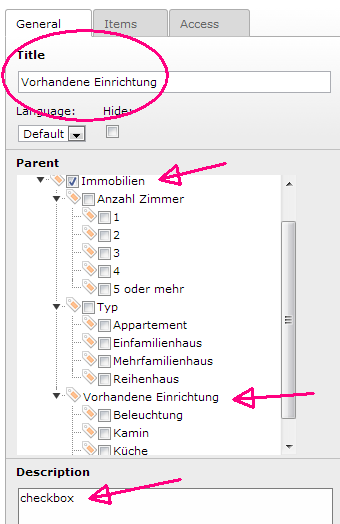 General Items Access
Title
Vorhandene Einrichtung
Language: Hide:
Default
Parent
Immobilien
Anzahl Zimmer
1
2
3
4
5 oder mehr
Typ
Appartement
Einfamilienhaus
Mehrfamilienhaus
Reihenhaus
Vorhandene Einrichtung
Beleuchtung
Kamin
Küche
Description
checkbox